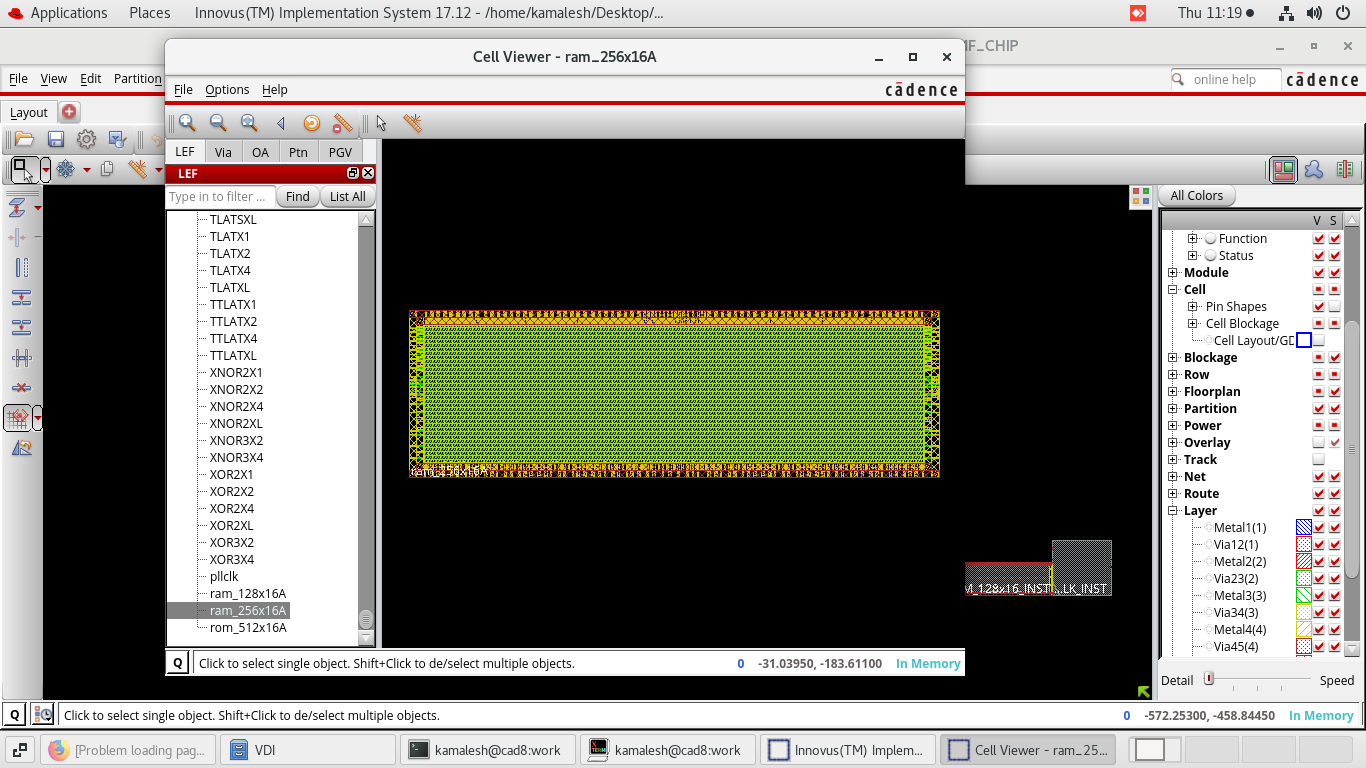 Applications Places Innovus(TM) Implementation System 17.12 - /home/kamalesh/Desktop/... Thu 11:19
Cell Viewer - ram_256x16A
F_CHIP
File View Edit Partition
File Options Help
cādence
online help
cādence
Layout
LEF Via OA Ptn PGV
LEF
Type in to filter ... Find List All
All Colors
V S
TLATSXL
TLATX1
TLATX2
TLATX4
TLATXL
TTLATX1
TTLATX2
TTLATX4
TTLATXL
XNOR2X1
XNOR2X2
XNOR2X4
XNOR2XL
XNOR3X2
XNOR3X4
XOR2X1
XOR2X2
XOR2X4
XOR2XL
XOR3X2
XOR3X4
pllclk
ram_128x16A
ram_256x16A
rom_512x16A
ram_256x16A
M_128x16_INST ...LK_INST
Function
Status
Module
Cell
Pin Shapes
Cell Blockage
Cell Layout/GD
Blockage
Row
Floorplan
Partition
Power
Overlay
Track
Net
Route
Layer
Metal1(1)
Via12(1)
Metal2(2)
Via23(2)
Metal3(3)
Via34(3)
Metal4(4)
Via45(4)
Detail Speed
Q Click to select single object. Shift+Click to de/select multiple objects. 0 -31.03950, -183.61100 In Memory
Q Click to select single object. Shift+Click to de/select multiple objects. 0 -572.25300, -458.84450 In Memory
[Problem loading pag... VDI kamalesh@cad8:work kamalesh@cad8:work Innovus(TM) Implem... Cell Viewer - ram_25...